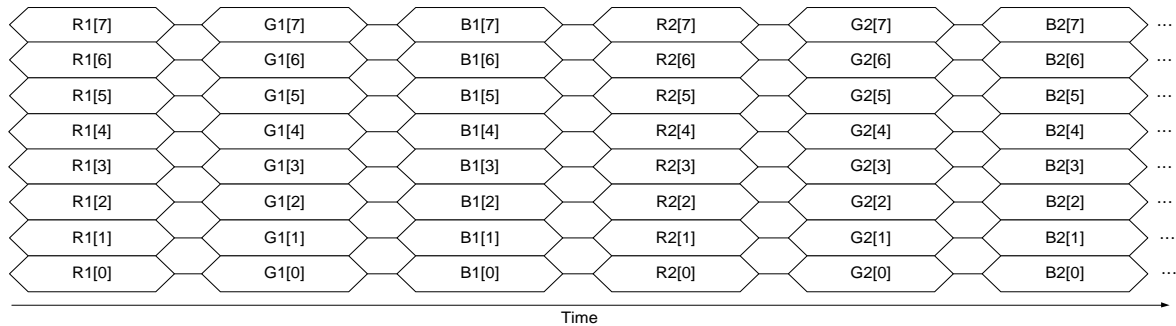 R1[7] G1[7] B1[7] R2[7] G2[7] B2[7] ...
R1[6] G1[6] B1[6] R2[6] G2[6] B2[6] ...
R1[5] G1[5] B1[5] R2[5] G2[5] B2[5] ...
R1[4] G1[4] B1[4] R2[4] G2[4] B2[4] ...
R1[3] G1[3] B1[3] R2[3] G2[3] B2[3] ...
R1[2] G1[2] B1[2] R2[2] G2[2] B2[2] ...
R1[1] G1[1] B1[1] R2[1] G2[1] B2[1] ...
R1[0] G1[0] B1[0] R2[0] G2[0] B2[0] ...
Time